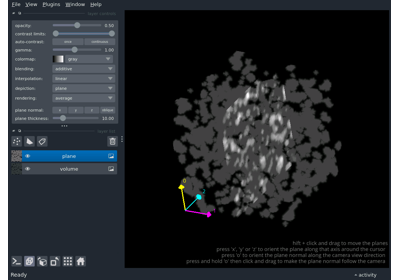 File View Plugins Window Help
opacity: 0.50
contrast limits:
auto-contrast: once continuous
gamma: 1.00
colormap: gray
blending: additive
interpolation: linear
depiction: plane
rendering: average
plane normal: x y z oblique
plane thickness: 10.00
plane
volume
0
shift + click and drag to move the planes
press 'x', 'y' or 'z' to orient the plane along that axis around the cursor
press 'o' to orient the plane normal along the camera view direction
press and hold 'o' then click and drag to make the plane normal follow the camera
Ready
activity